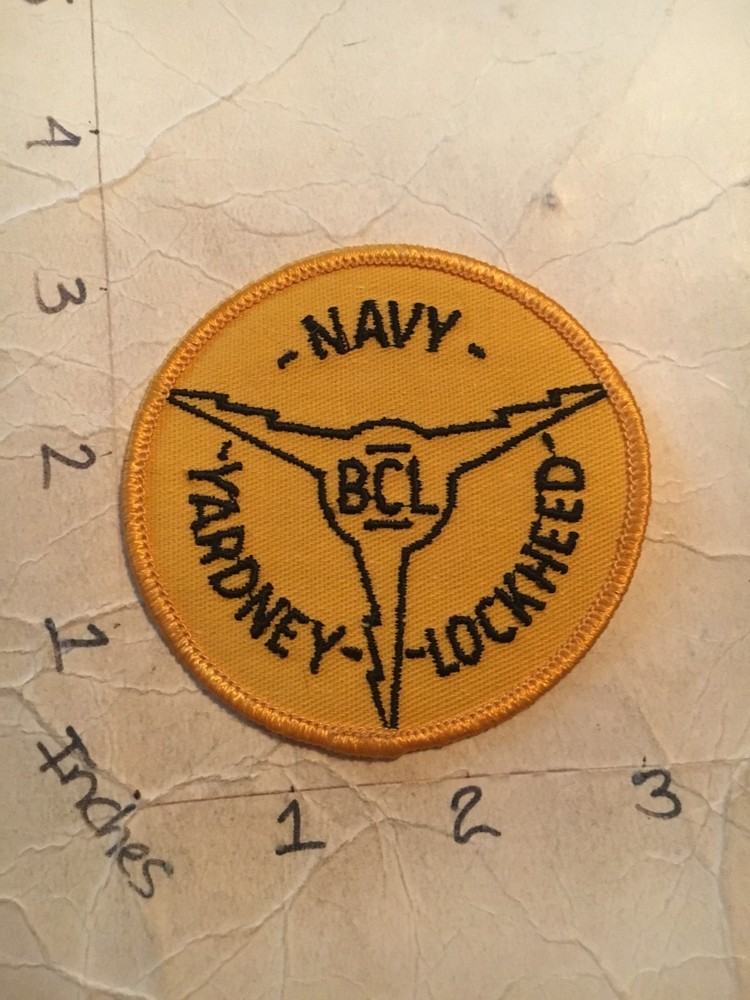 4
3
2
1
Inches
1 2 3
-NAVY-
BCL
-YARDNEY-
-LOCKHEED-